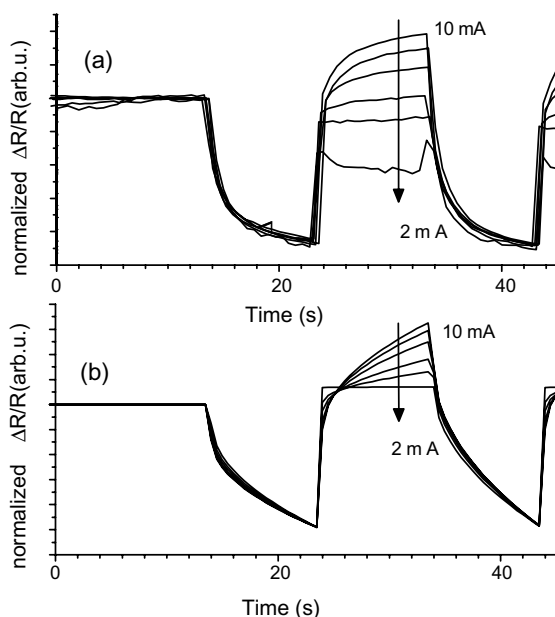 (a)
10 mA
2 m A
normalized ΔR/R(arb.u.)
0
20
40
Time (s)
(b)
10 mA
2 m A
normalized ΔR/R(arb.u.)
0
20
40
Time (s)